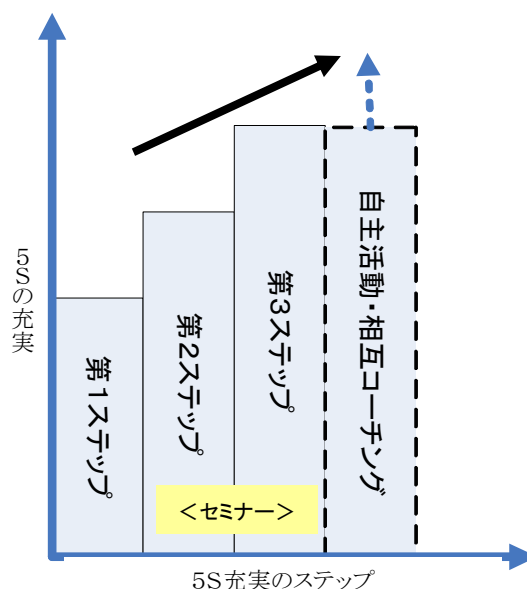 5Sの充実
第1ステップ
第2ステップ
第3ステップ
自主活動・相互コーチング
<セミナー>
5S充実のステップ